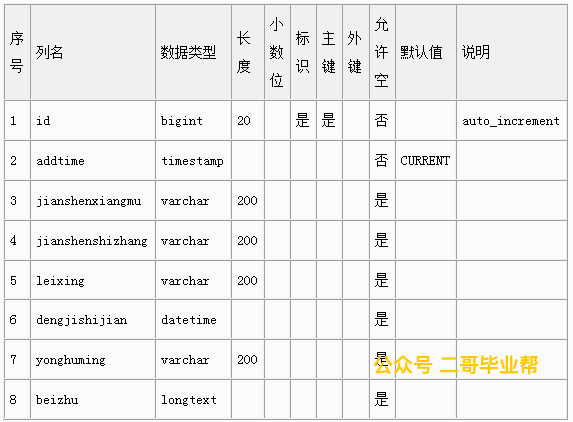 序号 列名 数据类型 长度 小数位 标识 主键 外键 允许空 默认值 说明
1 id bigint 20 是 是 否 auto_increment
2 addtime timestamp 否 CURRENT
3 jianshenxiangmu varchar 200 是
4 jianshenshizhang varchar 200 是
5 leixing varchar 200 是
6 dengjishijian datetime 是
7 yonghuming varchar 200 是
公众号 二哥毕业帮
8 beizhu longtext 是